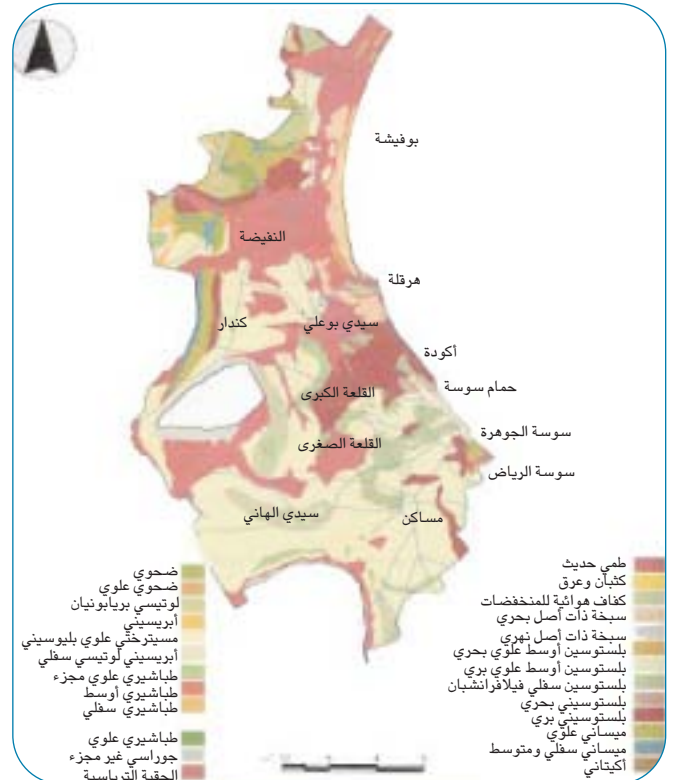 بوفيشة
النفيضة
هرقلة
سيدي بوعلي
كندار
أكودة
حمام سوسة
القلعة الكبرى
سوسة الجوهرة
القلعة الصغرى
سوسة الرياض
سيدي الهاني
مساكن
طمي حديث
كثبان وعرق
كفاف هوائية للمنخفضات
سبخة ذات أصل بحري
سبخة ذات أصل نهري
بلستوسين أوسط علوي بحري
بلستوسين أوسط علوي بري
بلستوسين سفلي فيلافرانشبان
بلستوسيني بحري
بلستوسيني بري
ميساني علوي
ميساني سفلي ومتوسط
أكيتاني
ضحوي
ضحوي علوي
لوتيسي بريابونيان
أبريسيني
مسيترختي علوي بليوسيني
أبريسيني لوتيسي سفلي
طباشيري علوي مجزء
طباشيري أوسط
طباشيري سفلي
طباشيري علوي
جوراسي غير مجزء
الحقبة الترياسية